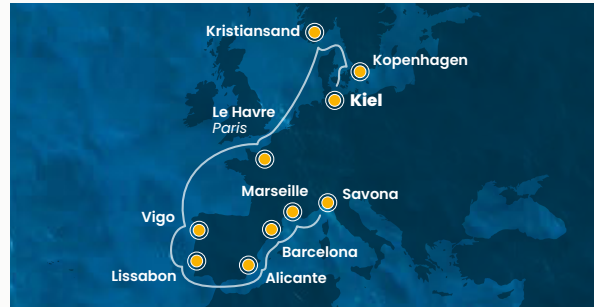 Kristiansand
Kopenhagen
Kiel
Le Havre
Paris
Marseille
Savona
Vigo
Barcelona
Lissabon
Alicante